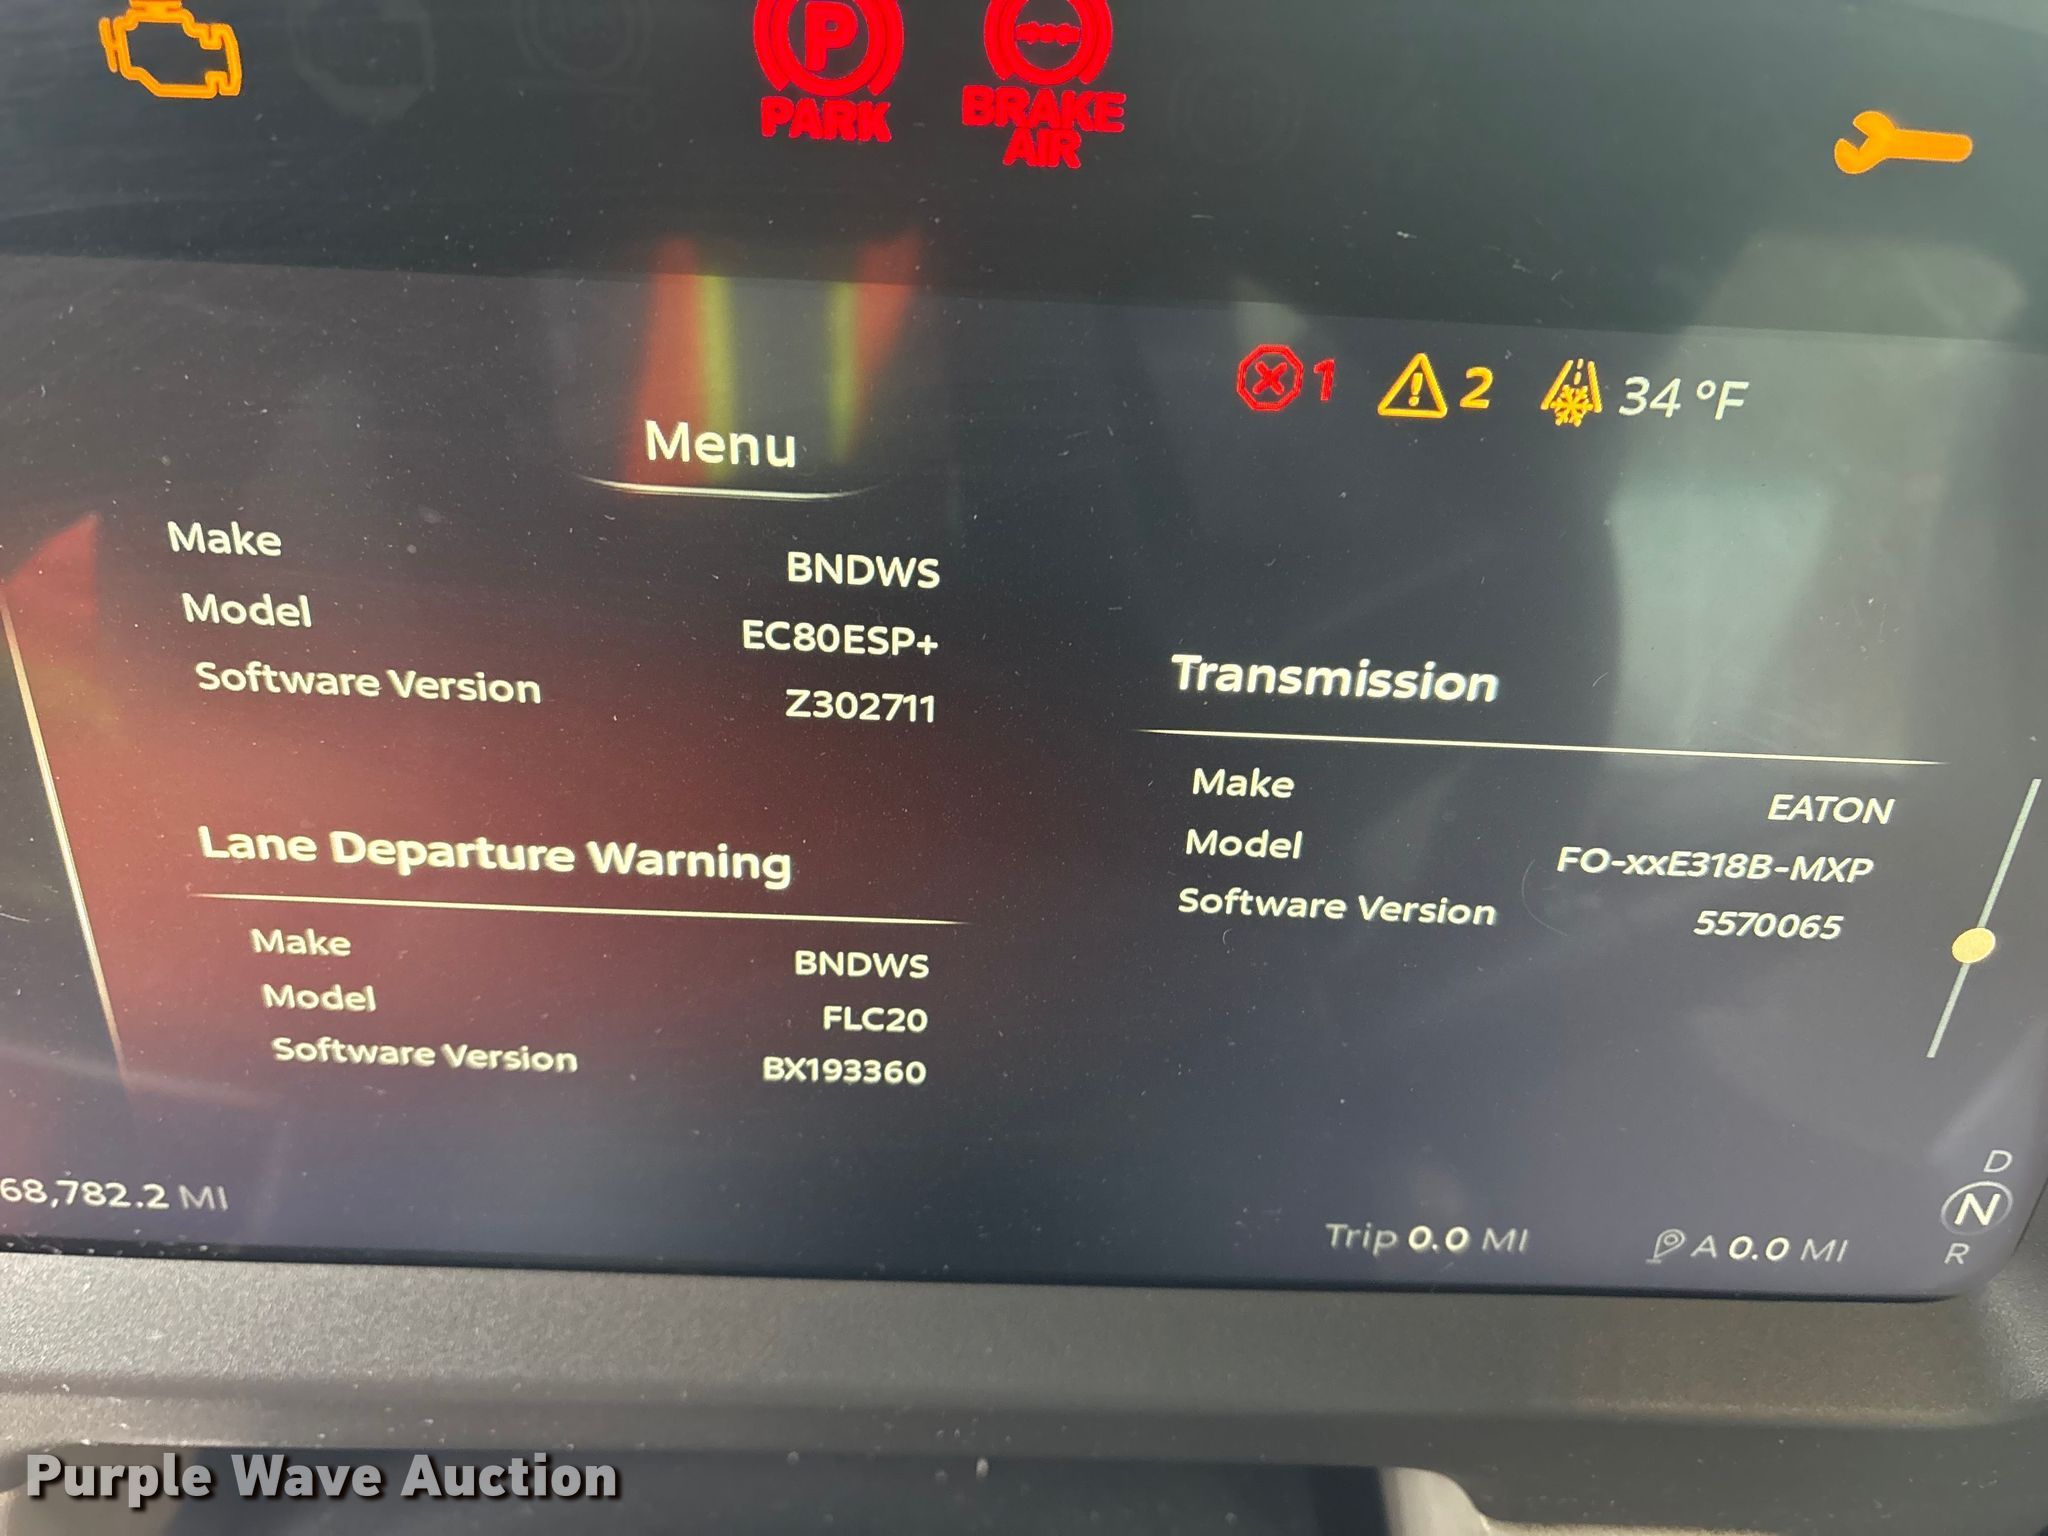 P
PARK
BRAKE
AIR
1 2 34 °F
Menu
Make BNDWS
Model EC80ESP+
Software Version Z302711
Lane Departure Warning
Make BNDWS
Model FLC20
Software Version BX193360
Transmission
Make EATON
Model FO-xxE318B-MXP
Software Version 5570065
D
N
R
68,782.2 MI
Trip 0.0 MI
A 0.0 MI
Purple Wave Auction